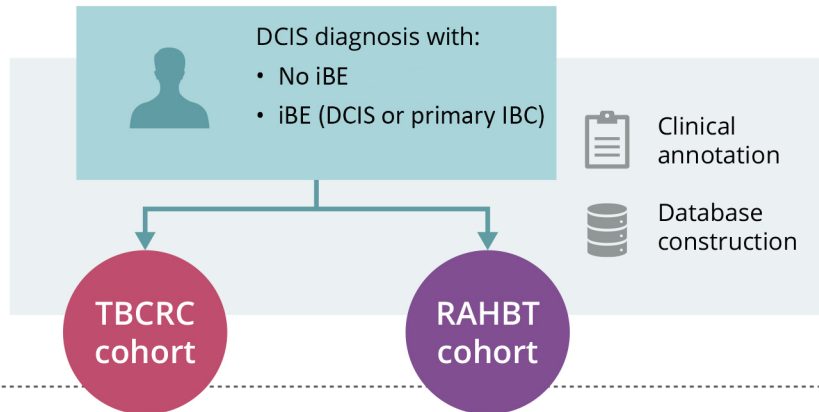 DCIS diagnosis with:
• No iBE
• iBE (DCIS or primary IBC)
Clinical
annotation
Database
construction
TBCRC
cohort
RAHBT
cohort